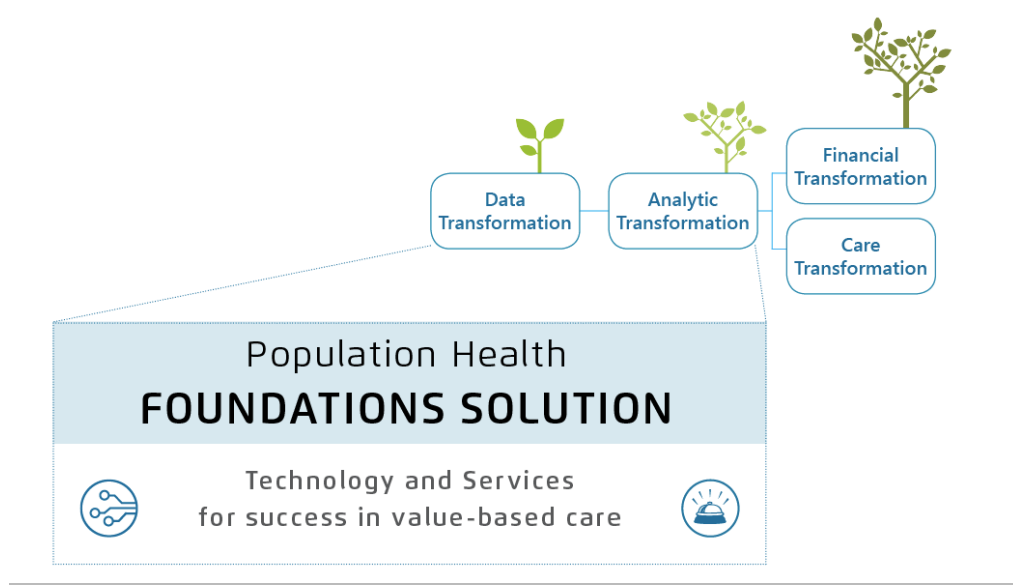 Data
Transformation
Analytic
Transformation
Financial
Transformation
Care
Transformation
Population Health
FOUNDATIONS SOLUTION
Technology and Services
for success in value-based care